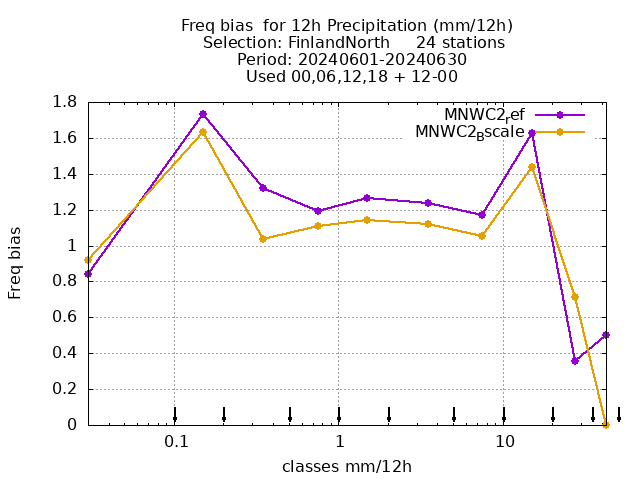 Freq bias  for 12h Precipitation (mm/12h)
Selection: FinlandNorth     24 stations
Period: 20240601-20240630
Used 00,06,12,18 + 12-00
MNWC2ref
MNWC2Bscale
1.8
1.6
1.4
1.2
1
0.8
0.6
0.4
0.2
0
Freq bias
0.1 1 10
classes mm/12h